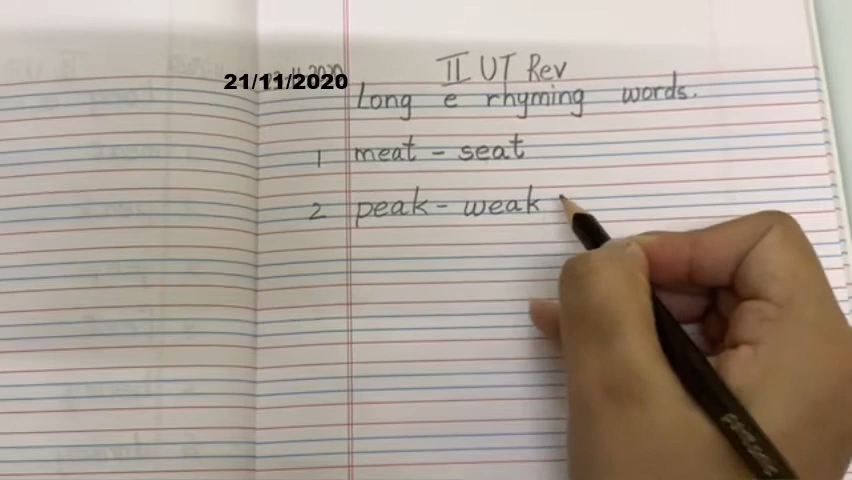 21/11/2020
II UT Rev
Long e rhyming words.
1 meat - seat
2 peak - weak